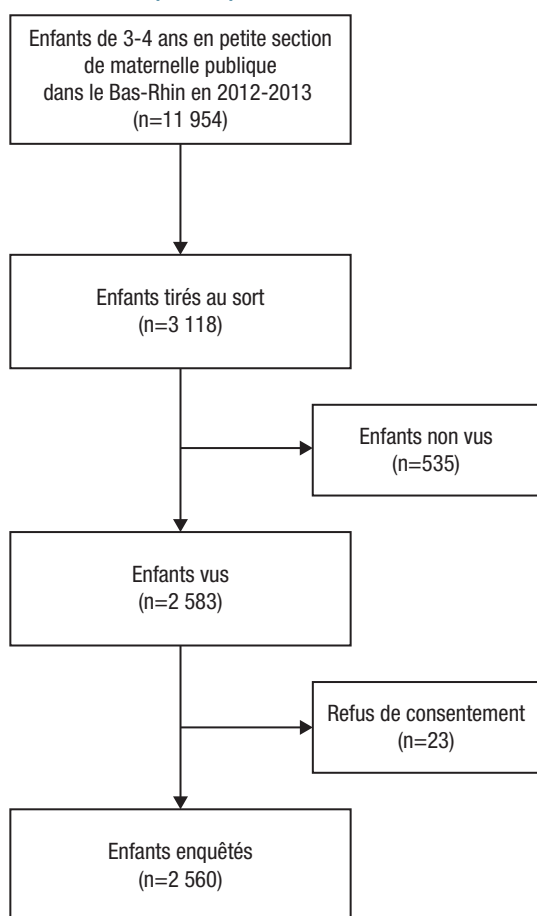 Enfants de 3-4 ans en petite section
de maternelle publique
dans le Bas-Rhin en 2012-2013
(n=11 954)
Enfants tirés au sort
(n=3 118)
Enfants non vus
(n=535)
Enfants vus
(n=2 583)
Refus de consentement
(n=23)
Enfants enquêtés
(n=2 560)